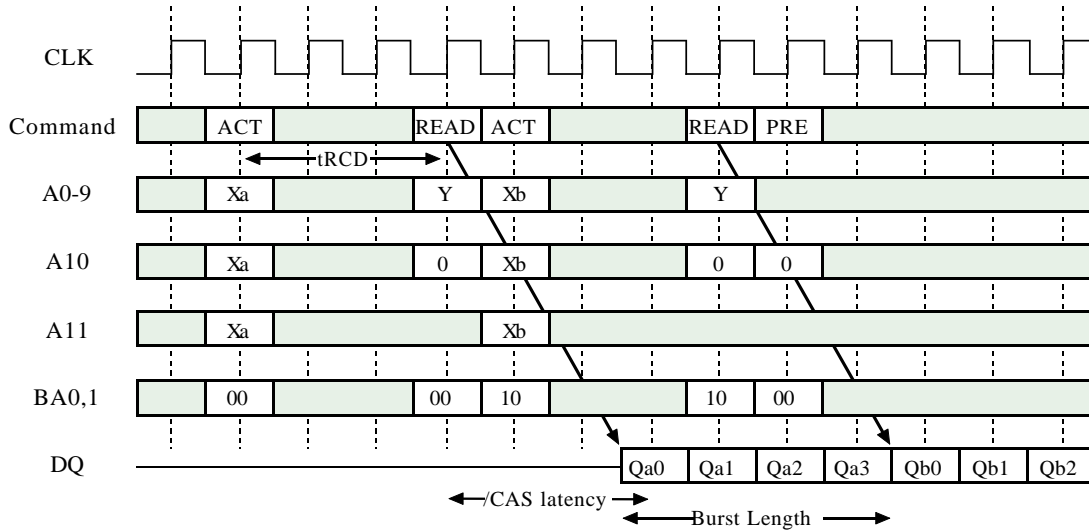 CLK
Command ACT READ ACT READ PRE
tRCD
A0-9 Xa Y Xb Y
A10 Xa 0 Xb 0 0
A11 Xa Xb
BA0,1 00 00 10 10 00
DQ Qa0 Qa1 Qa2 Qa3 Qb0 Qb1 Qb2
/CAS latency
Burst Length